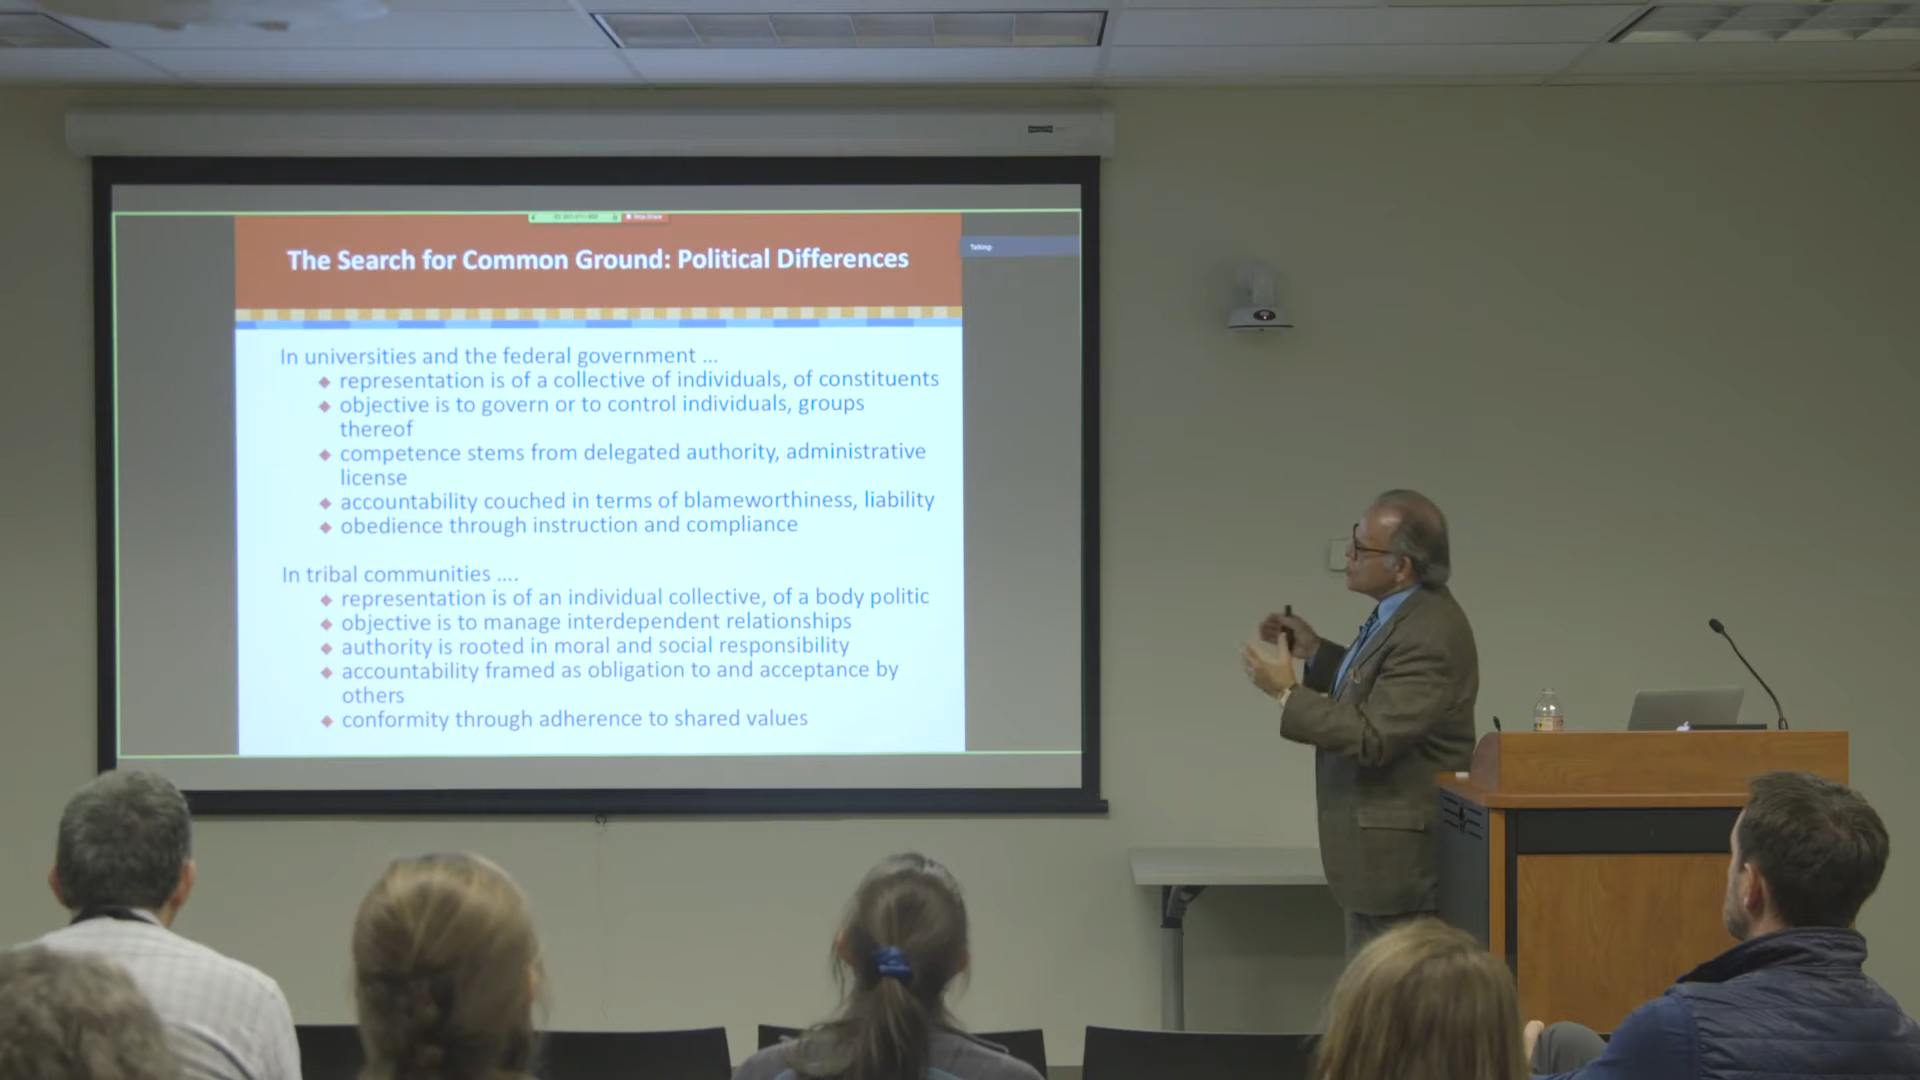 Stop Share
Talking
The Search for Common Ground: Political Differences
In universities and the federal government ...
◆ representation is of a collective of individuals, of constituents
◆ objective is to govern or to control individuals, groups
thereof
◆ competence stems from delegated authority, administrative
license
◆ accountability couched in terms of blameworthiness, liability
◆ obedience through instruction and compliance
In tribal communities ....
◆ representation is of an individual collective, of a body politic
◆ objective is to manage interdependent relationships
◆ authority is rooted in moral and social responsibility
◆ accountability framed as obligation to and acceptance by
others
◆ conformity through adherence to shared values